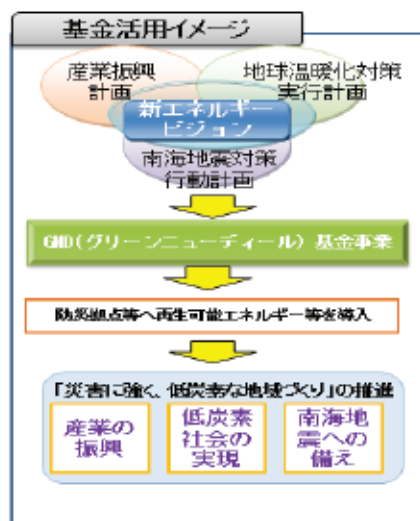 基金活用イメージ
産業振興
計画
地球温暖化対策
実行計画
新エネルギー
ビジョン
南海地震対策
行動計画
GND(グリーンニューディール) 基金事業
防災拠点等へ再生可能エネルギー等を導入
「災害に強く、低炭素な地域づくり」の推進
産業の
振興
低炭素
社会の
実現
南海地
震への
備え